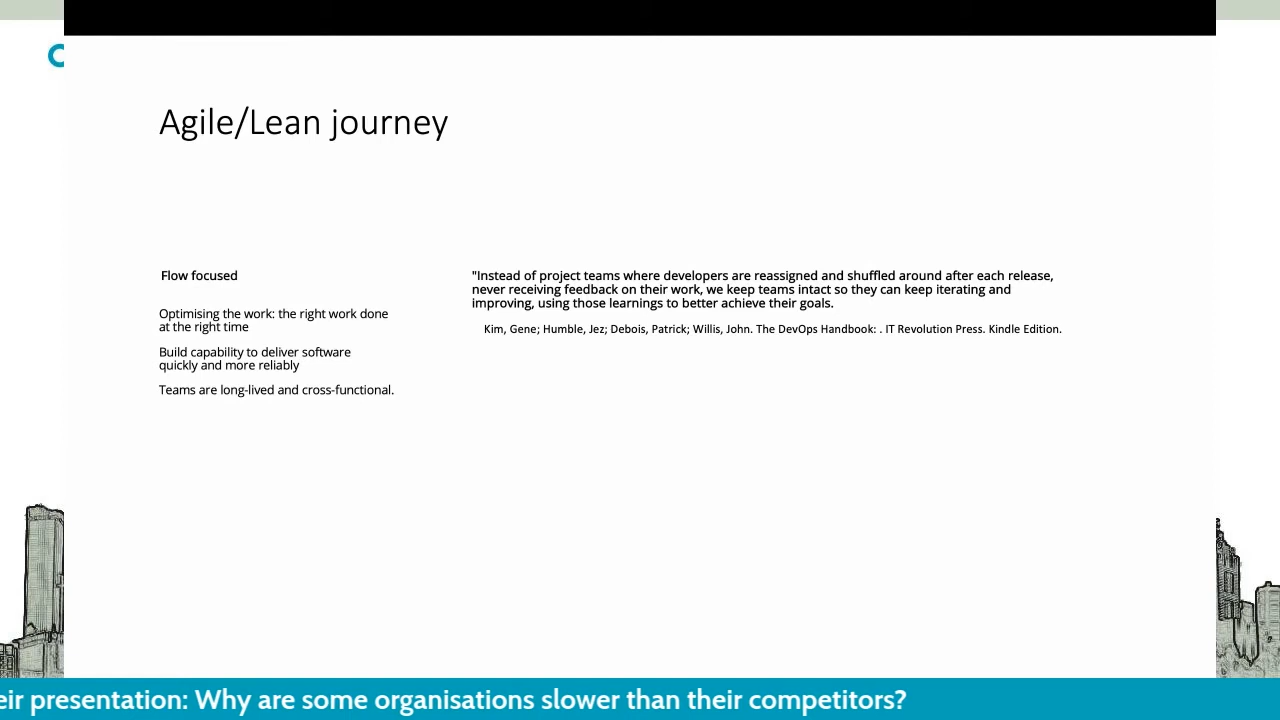 Agile/Lean journey
Flow focused
Optimising the work: the right work done
at the right time
Build capability to deliver software
quickly and more reliably
Teams are long-lived and cross-functional.
"Instead of project teams where developers are reassigned and shuffled around after each release,
never receiving feedback on their work, we keep teams intact so they can keep iterating and
improving, using those learnings to better achieve their goals.
Kim, Gene; Humble, Jez; Debois, Patrick; Willis, John. The DevOps Handbook: . IT Revolution Press. Kindle Edition.
eir presentation: Why are some organisations slower than their competitors?